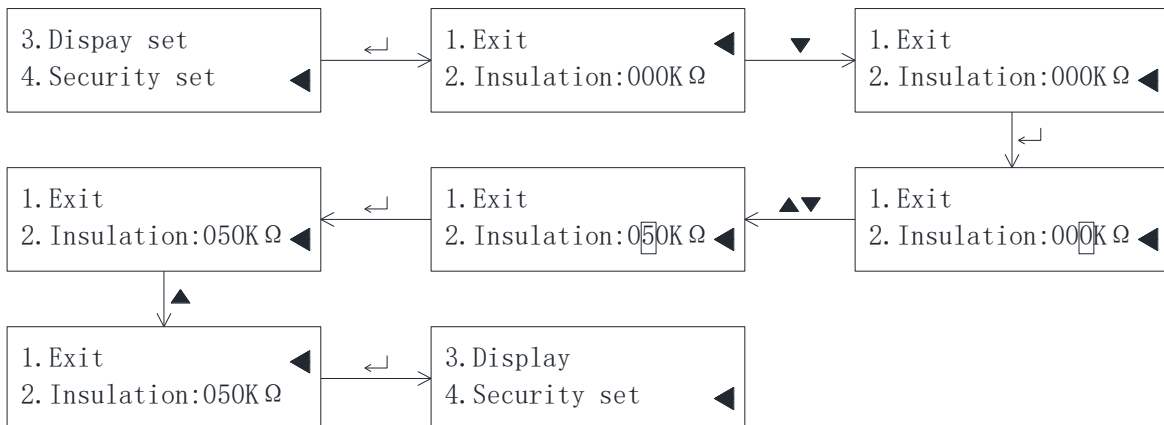 3.Dispay set
4.Security set
1.Exit
2.Insulation:000KΩ
1.Exit
2.Insulation:000KΩ
1.Exit
2.Insulation:000KΩ
1.Exit
2.Insulation:050KΩ
1.Exit
2.Insulation:050KΩ
1.Exit
2.Insulation:050KΩ
3.Display
4.Security set